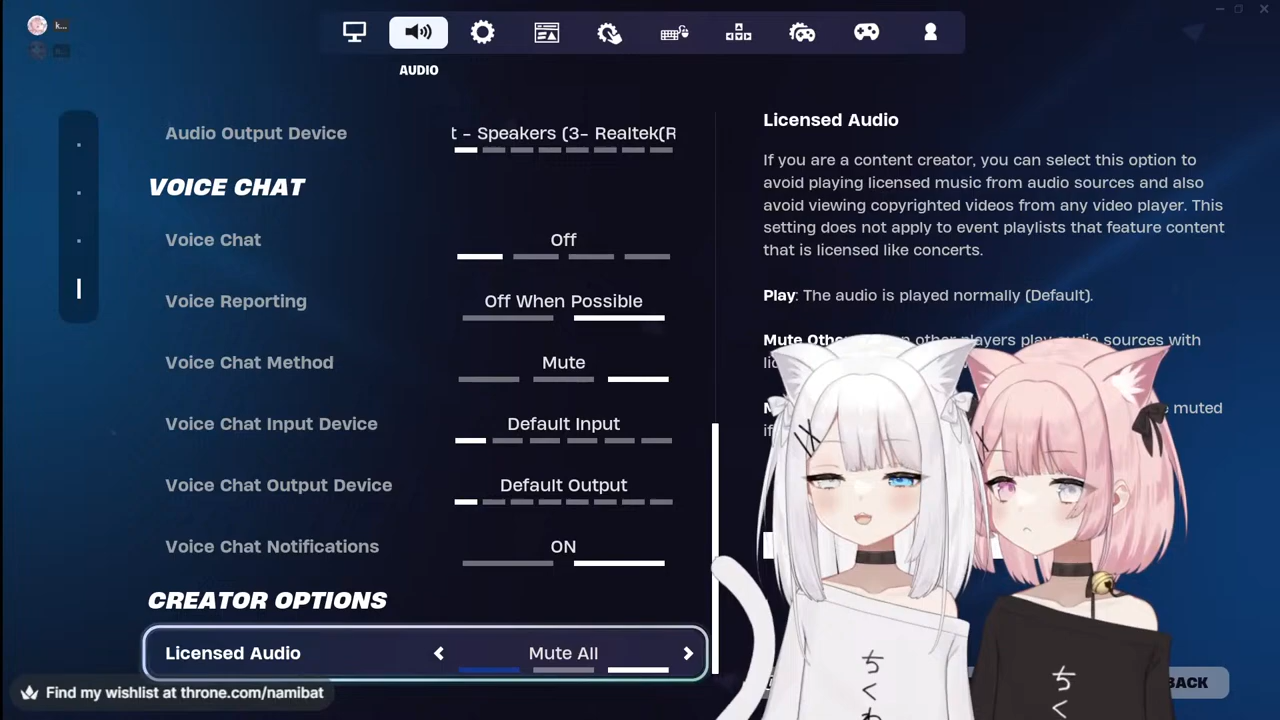 k...
AUDIO
Audio Output Device
t - Speakers (3- Realtek(R
VOICE CHAT
Voice Chat
Off
Voice Reporting
Off When Possible
Voice Chat Method
Mute
Voice Chat Input Device
Default Input
Voice Chat Output Device
Default Output
Voice Chat Notifications
ON
CREATOR OPTIONS
Licensed Audio
Mute All
Find my wishlist at throne.com/namibat
Licensed Audio
If you are a content creator, you can select this option to
avoid playing licensed music from audio sources and also
avoid viewing copyrighted videos from any video player. This
setting does not apply to event playlists that feature content
that is licensed like concerts.
Play: The audio is played normally (Default).
Mute other players play audio sources with
muted
if
ちくわ
ちく
BACK